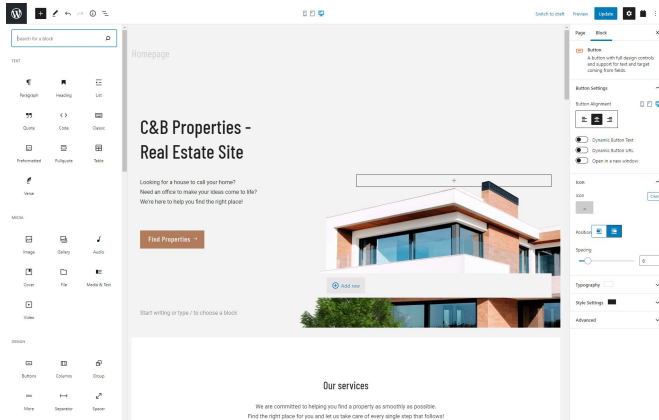 Switch to draft
Preview
Update
Search for a block
TEXT
Paragraph
Heading
List
Quote
Code
Classic
Preformatted
Pullquote
Table
Verse
MEDIA
Image
Gallery
Audio
Cover
File
Media & Text
Video
DESIGN
Buttons
Columns
Group
More
Separator
Spacer
Homepage
C&B Properties -
Real Estate Site
Looking for a house to call your home?
Need an office to make your ideas come to life?
We're here to help you find the right place!
Find Properties
Add new
Start writing or type / to choose a block
Our services
We are committed to helping you find a property as smoothly as possible.
Find the right place for you and let us take care of every single step that follows!
Page
Block
Button
A button with full design controls
and support for text and target
coming from fields.
Button Settings
Button Alignment
Dynamic Button Text
Dynamic Button URL
Open in a new window
Icon
Icon
Clear
Position
Spacing
Typography
Style Settings
Advanced